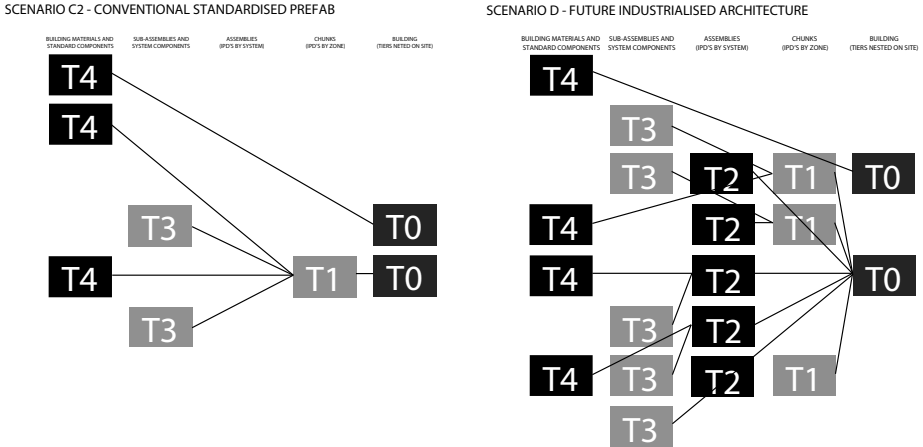 SCENARIO C2 - CONVENTIONAL STANDARDISED PREFAB
BUILDING MATERIALS AND
STANDARD COMPONENTS
SUB-ASSEMBLIES AND
SYSTEM COMPONENTS
ASSEMBLIES
(IPD'S BY SYSTEM)
CHUNKS
(IPD'S BY ZONE)
BUILDING
(TIERS NETED ON SITE)
T4
T4
T3
T0
T4
T1
T0
T3
SCENARIO D - FUTURE INDUSTRIALISED ARCHITECTURE
BUILDING MATERIALS AND
STANDARD COMPONENTS
SUB-ASSEMBLIES AND
SYSTEM COMPONENTS
ASSEMBLIES
(IPD'S BY SYSTEM)
CHUNKS
(IPD'S BY ZONE)
BUILDING
(TIERS NESTED ON SITE)
T4
T3
T3
T2
T1
T0
T4
T2
T1
T4
T2
T0
T3
T2
T4
T3
T2
T1
T3